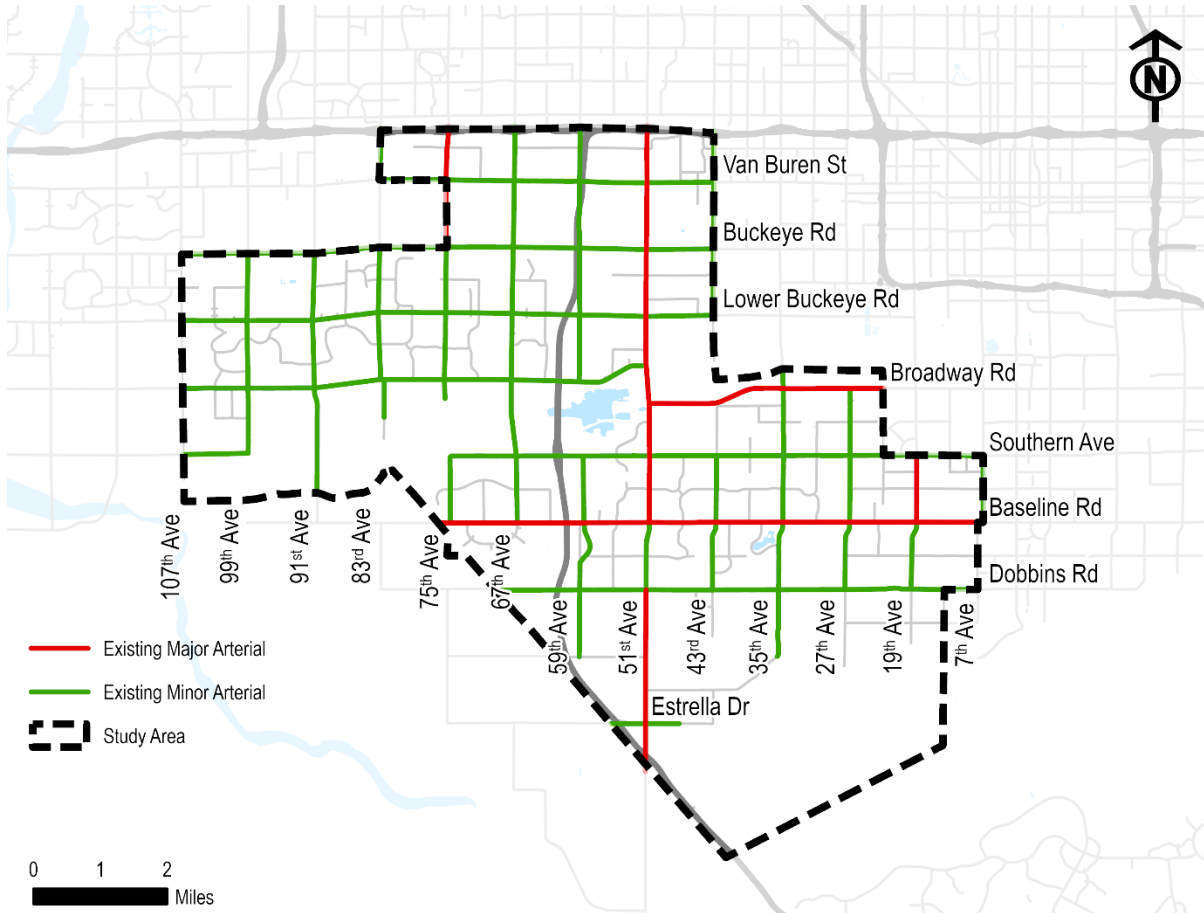 N
Van Buren St
Buckeye Rd
Lower Buckeye Rd
Broadway Rd
Southern Ave
Baseline Rd
Dobbins Rd
107th Ave
99th Ave
91st Ave
83rd Ave
75th Ave
67th Ave
59th Ave
51st Ave
43rd Ave
35th Ave
27th Ave
19th Ave
7th Ave
Estrella Dr
Existing Major Arterial
Existing Minor Arterial
Study Area
0 1 2
Miles